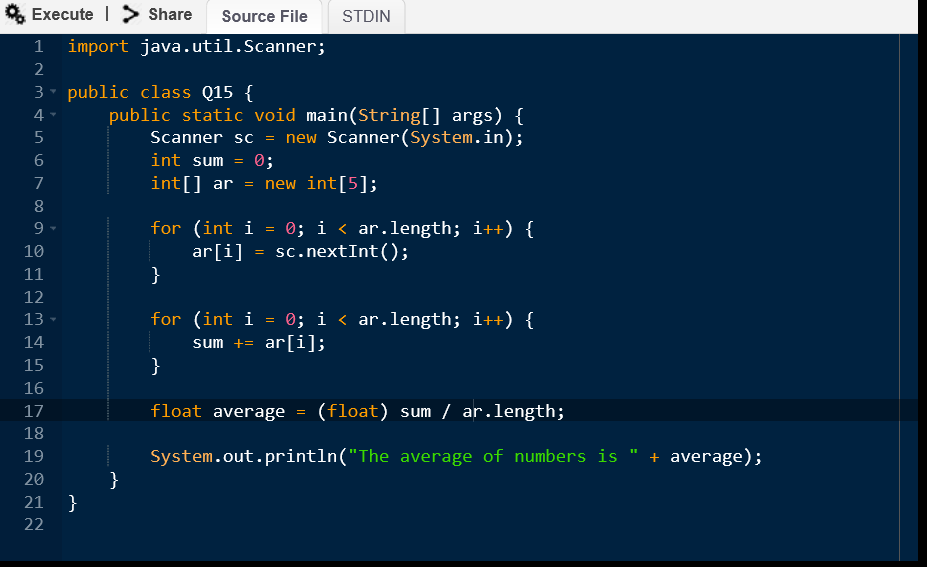 Execute | Share Source File STDIN
1 import java.util.Scanner;
2
3 public class Q15 {
4 public static void main(String[] args) {
5 Scanner sc = new Scanner(System.in);
6 int sum = 0;
7 int[] ar = new int[5];
8
9 for (int i = 0; i < ar.length; i++) {
10 ar[i] = sc.nextInt();
11 }
12
13 for (int i = 0; i < ar.length; i++) {
14 sum += ar[i];
15 }
16
17 float average = (float) sum / ar.length;
18
19 System.out.println("The average of numbers is " + average);
20 }
21 }
22